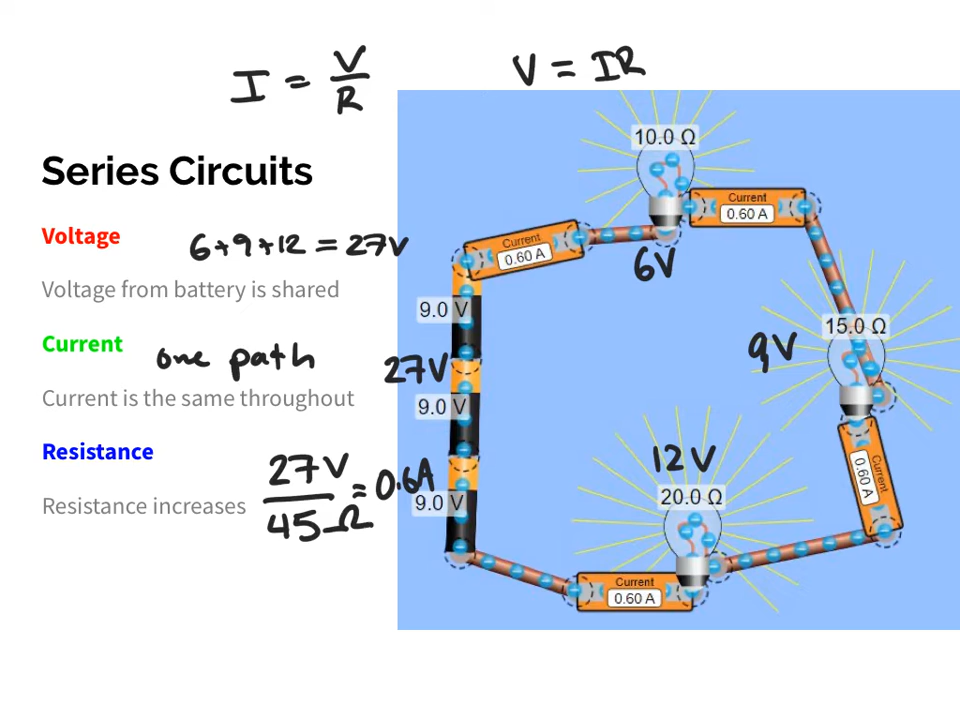 I = V/R
V = IR
Series Circuits
Voltage
6+9+12 = 27V
Voltage from battery is shared
Current
one path
Current is the same throughout
Resistance
27V/45Ω = 0.6A
Resistance increases
10.0 Ω
Current
0.60 A
Current
0.60 A
6V
9.0 V
15.0 Ω
9V
27V
9.0 V
12V
Current
0.60 A
20.0 Ω
9.0 V
Current
0.60 A